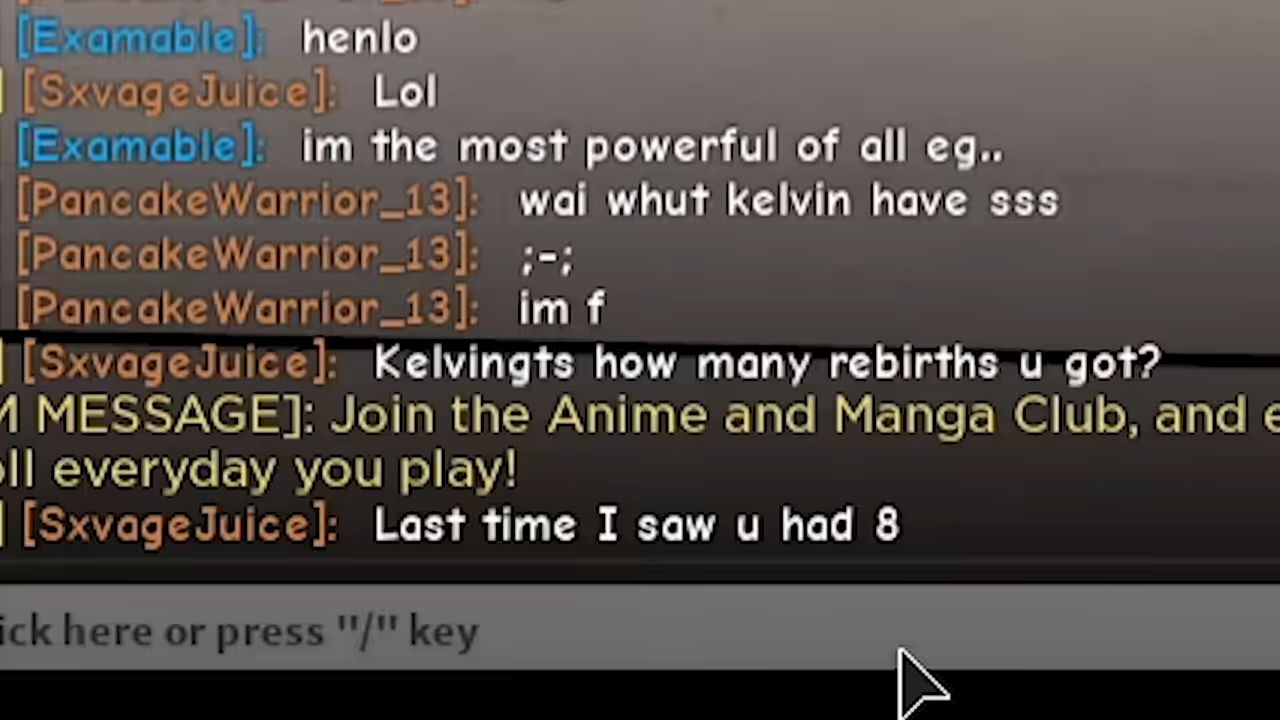 [Examable]: henlo
[SxvageJuice]: Lol
[Examable]: im the most powerful of all eg..
[PancakeWarrior_13]: wai whut kelvin have sss
[PancakeWarrior_13]: ;-;
[PancakeWarrior_13]: im f
[SxvageJuice]: Kelvingts how many rebirths u got?
MESSAGE]: Join the Anime and Manga Club, and
everyday you play!
[SxvageJuice]: Last time I saw u had 8
here or press "/" key